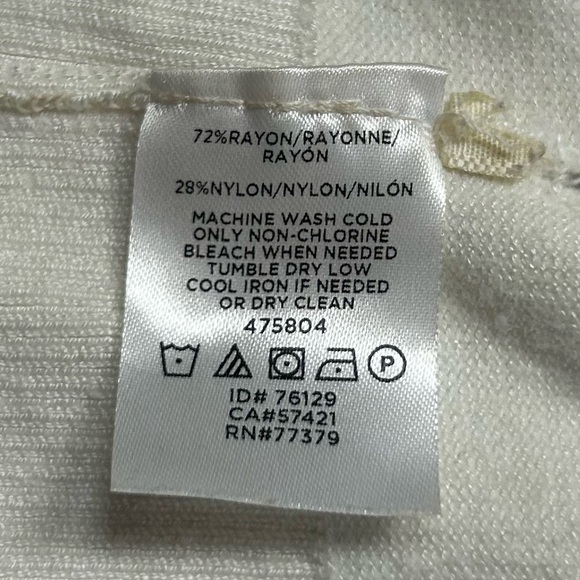 72%RAYON/RAYONNE/
RAYÓN
28%NYLON/NYLON/NILÓN
MACHINE WASH COLD
ONLY NON-CHLORINE
BLEACH WHEN NEEDED
TUMBLE DRY LOW
COOL IRON IF NEEDED
OR DRY CLEAN
475804
P
ID# 76129
CA#57421
RN#77379